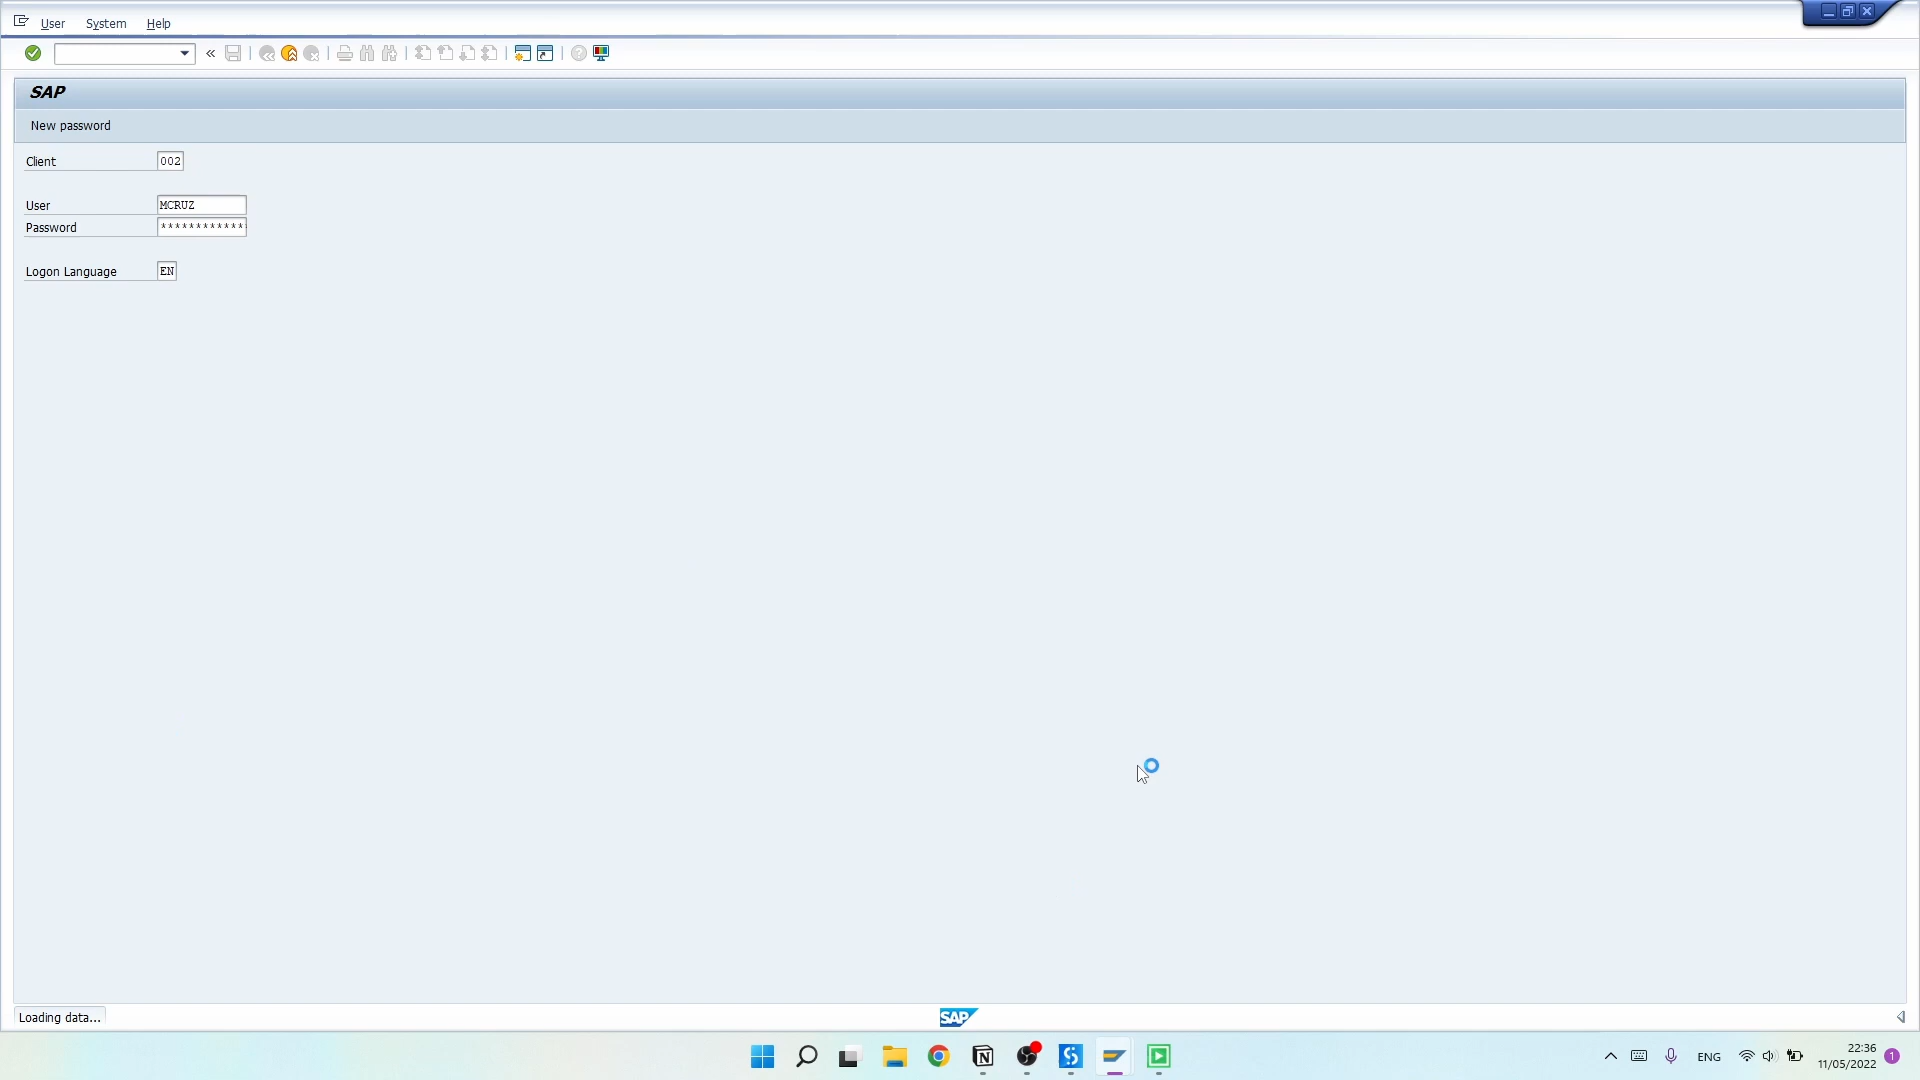 User System Help
SAP
New password
Client 002
User MCRUZ
Password ************
Logon Language EN
Loading data...
SAP
ENG
22:36
11/05/2022
1